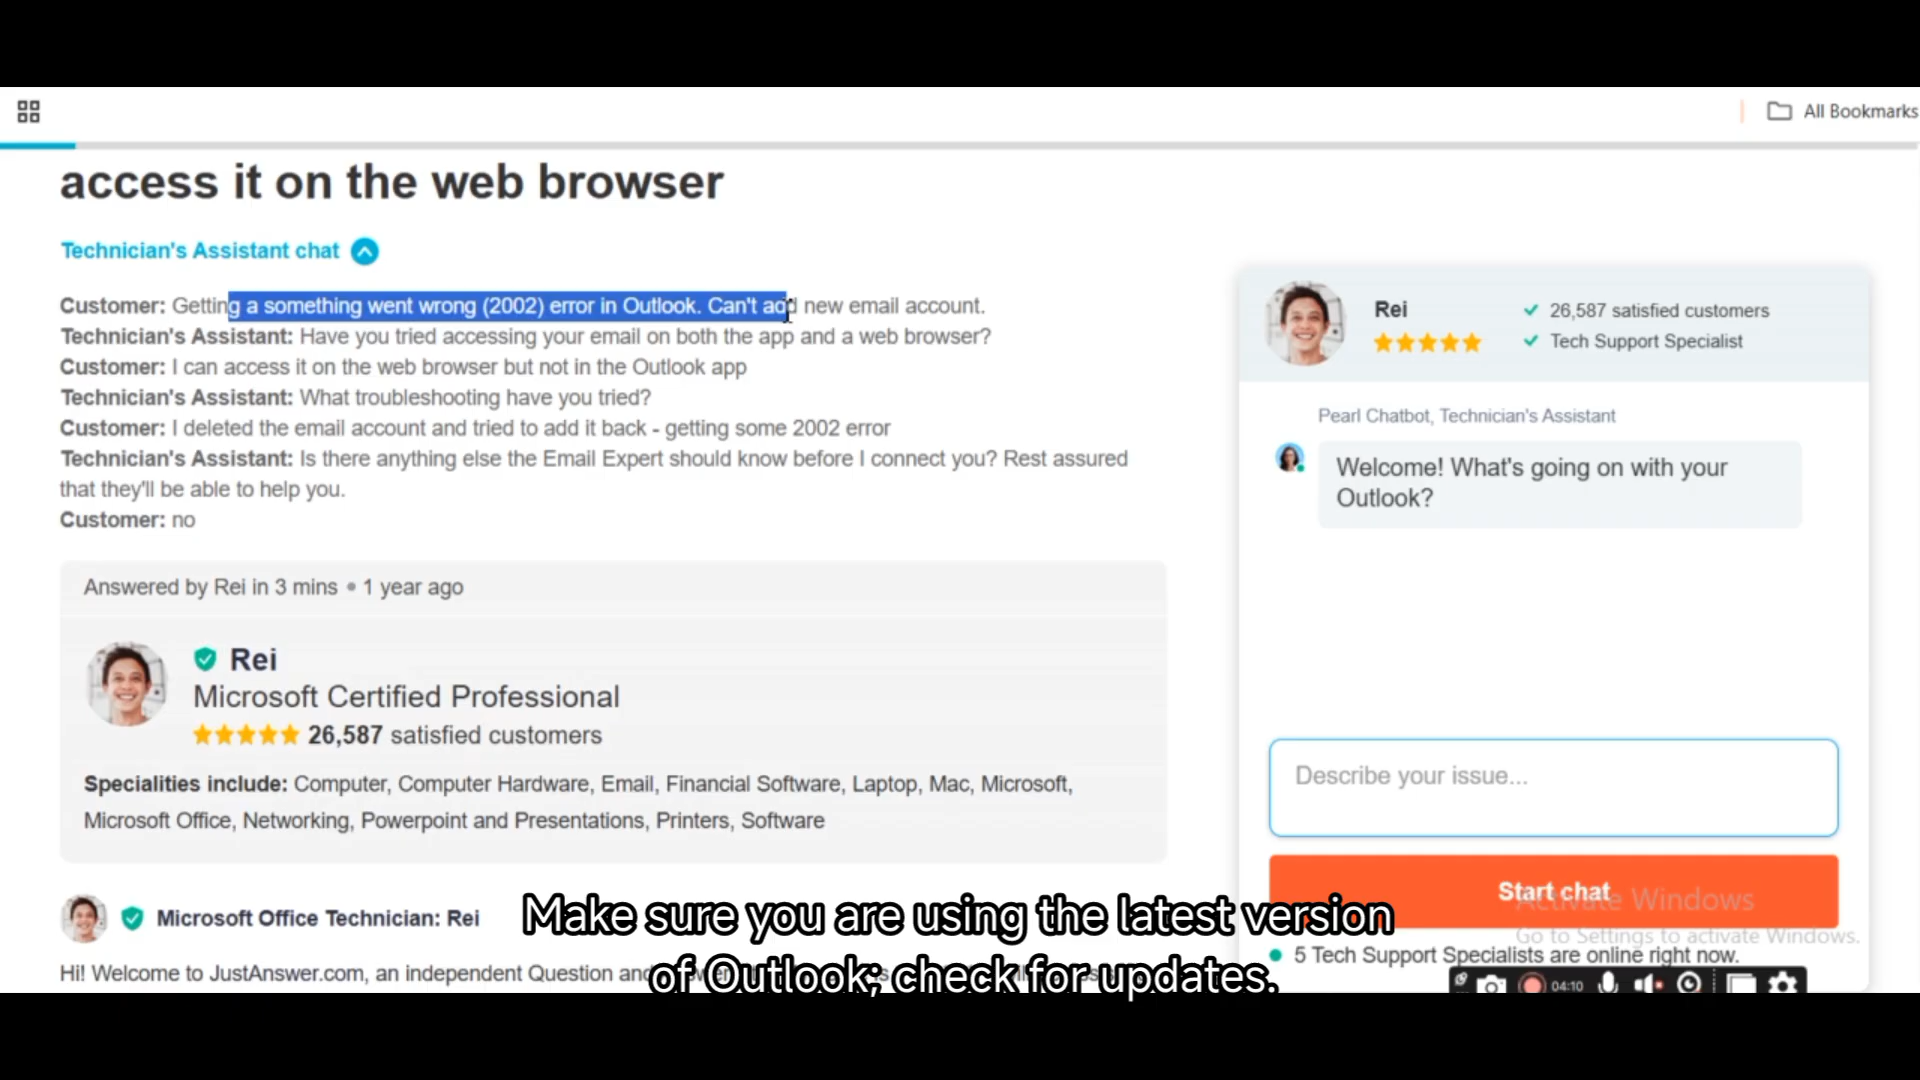 All Bookmarks
access it on the web browser
Technician's Assistant chat
Customer: Getting a something went wrong (2002) error in Outlook. Can't add new email account.
Technician's Assistant: Have you tried accessing your email on both the app and a web browser?
Customer: I can access it on the web browser but not in the Outlook app
Technician's Assistant: What troubleshooting have you tried?
Customer: I deleted the email account and tried to add it back - getting some 2002 error
Technician's Assistant: Is there anything else the Email Expert should know before I connect you? Rest assured
that they'll be able to help you.
Customer: no
Answered by Rei in 3 mins • 1 year ago
Rei
Microsoft Certified Professional
26,587 satisfied customers
Specialities include: Computer, Computer Hardware, Email, Financial Software, Laptop, Mac, Microsoft,
Microsoft Office, Networking, Powerpoint and Presentations, Printers, Software
Microsoft Office Technician: Rei
Hi! Welcome to JustAnswer.com, an independent Question and
Rei
26,587 satisfied customers
Tech Support Specialist
Pearl Chatbot, Technician's Assistant
Welcome! What's going on with your
Outlook?
Describe your issue...
Start chat
Activate Windows
Go to Settings to activate Windows.
5 Tech Support Specialists are online right now.
04:10
Make sure you are using the latest version
of Outlook; check for updates.